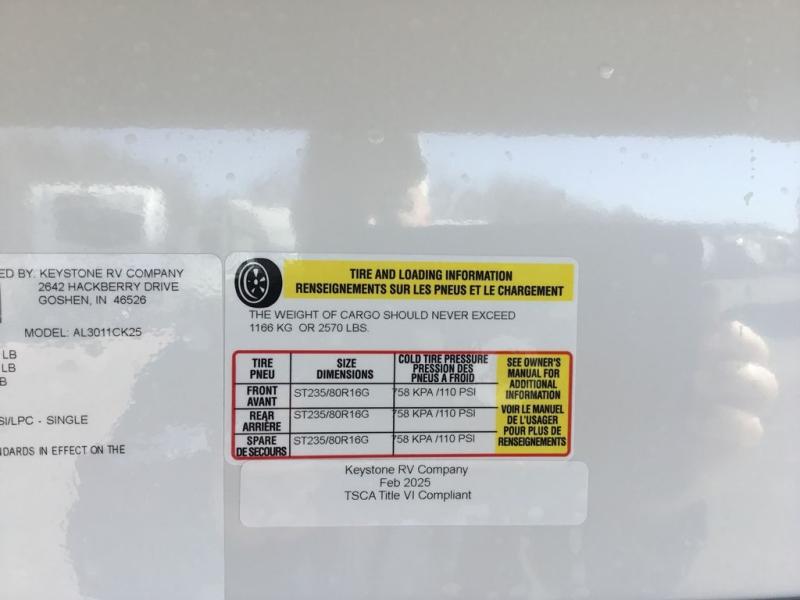 ED BY: KEYSTONE RV COMPANY
2642 HACKBERRY DRIVE
GOSHEN, IN 46526
MODEL: AL3011CK25
LB
LB
B
SI/LPC - SINGLE
DARDS IN EFFECT ON THE
TIRE AND LOADING INFORMATION
RENSEIGNEMENTS SUR LES PNEUS ET LE CHARGEMENT
THE WEIGHT OF CARGO SHOULD NEVER EXCEED
1166 KG OR 2570 LBS.
TIRE
PNEU
SIZE
DIMENSIONS
COLD TIRE PRESSURE
PRESSION DES
PNEUS A FROID
FRONT
AVANT
ST235/80R16G
758 KPA /110 PSI
REAR
ARRIÈRE
ST235/80R16G
758 KPA /110 PSI
SPARE
DE SECOURS
ST235/80R16G
758 KPA /110 PSI
SEE OWNER'S
MANUAL FOR
ADDITIONAL
INFORMATION
VOIR LE MANUEL
DE L'USAGER
POUR PLUS DE
RENSEIGNEMENTS
Keystone RV Company
Feb 2025
TSCA Title VI Compliant